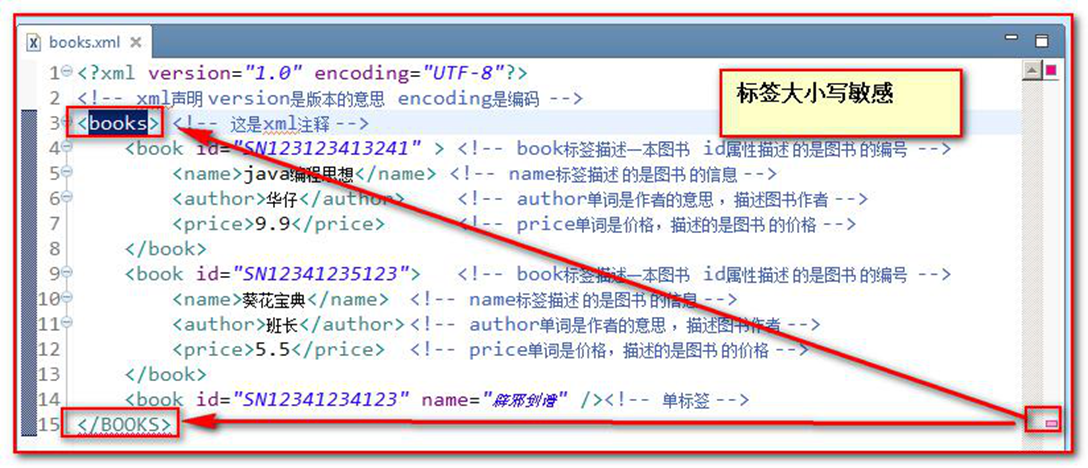 books.xml
标签大小写敏感
1 <?xml version="1.0" encoding="UTF-8"?>
2 <!-- xml声明 version是版本的意思 encoding是编码 -->
3 <books> <!-- 这是xml注释 -->
4 <book id="SN123123413241" > <!-- book标签描述一本图书 id属性描述 的是图书 的编号 -->
5 <name>java编程思想</name> <!-- name标签描述 的是图书 的信息 -->
6 <author>华仔</author> <!-- author单词是作者的意思 ，描述图书作者 -->
7 <price>9.9</price> <!-- price单词是价格，描述的是图书 的价格 -->
8 </book>
9 <book id="SN12341235123"> <!-- book标签描述一本图书 id属性描述 的是图书 的编号 -->
10 <name>葵花宝典</name> <!-- name标签描述 的是图书 的信息 -->
11 <author>班长</author> <!-- author单词是作者的意思 ，描述图书作者 -->
12 <price>5.5</price> <!-- price单词是价格，描述的是图书 的价格 -->
13 </book>
14 <book id="SN12341234123" name="辟邪剑谱" /><!-- 单标签 -->
15 </BOOKS>